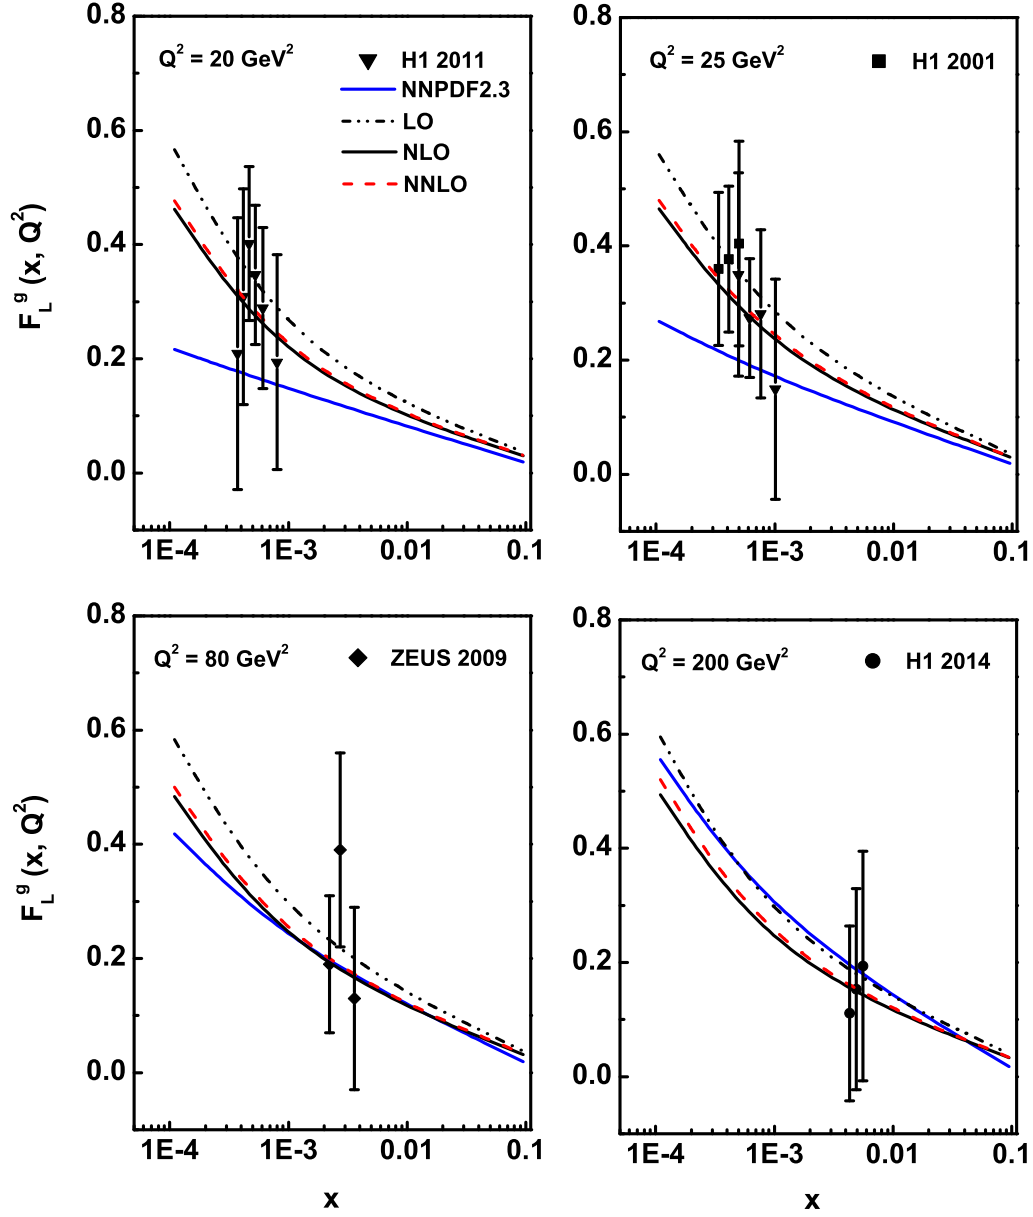 0.8
0.6
0.4
0.2
0.0
F_L^g (x, Q²)
Q² = 20 GeV²
H1 2011
NNPDF2.3
LO
NLO
NNLO
1E-4 1E-3 0.01 0.1
0.8
0.6
0.4
0.2
0.0
Q² = 25 GeV²
H1 2001
1E-4 1E-3 0.01 0.1
0.8
0.6
0.4
0.2
0.0
F_L^g (x, Q²)
Q² = 80 GeV²
ZEUS 2009
1E-4 1E-3 0.01 0.1
x
0.8
0.6
0.4
0.2
0.0
Q² = 200 GeV²
H1 2014
1E-4 1E-3 0.01 0.1
x